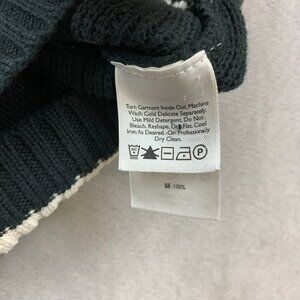 Turn Garment Inside Out, Machine
Wash Cold Delicate Separately.
Use Mild Detergent. Do Not
Bleach. Reshape, Dry Flat. Cool
Iron As Desired. -Or- Professionally
Dry Clean.
P
100%